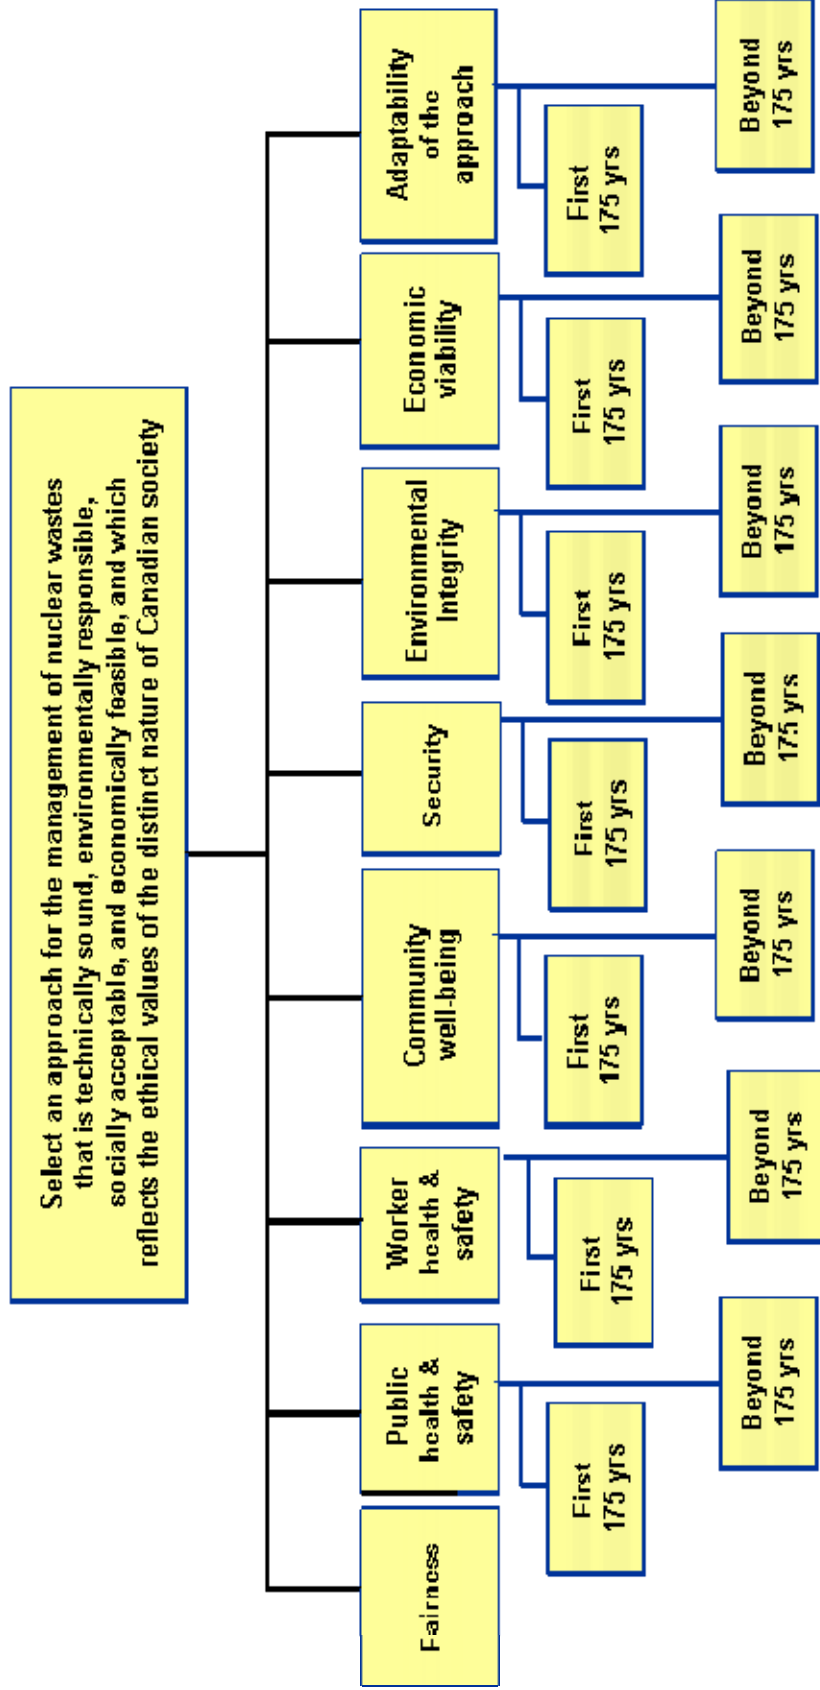 Select an approach for the management of nuclear wastes
that is technically sound, environmentally responsible,
socially acceptable, and economically feasible, and which
reflects the ethical values of the distinct nature of Canadian society
Fairness
Public
health &
safety
Worker
health &
safety
Community
well-being
Security
Environmental
Integrity
Economic
viability
Adaptability
of the
approach
First
175 yrs
First
175 yrs
First
175 yrs
First
175 yrs
First
175 yrs
First
175 yrs
First
175 yrs
Beyond
175 yrs
Beyond
175 yrs
Beyond
175 yrs
Beyond
175 yrs
Beyond
175 yrs
Beyond
175 yrs
Beyond
175 yrs